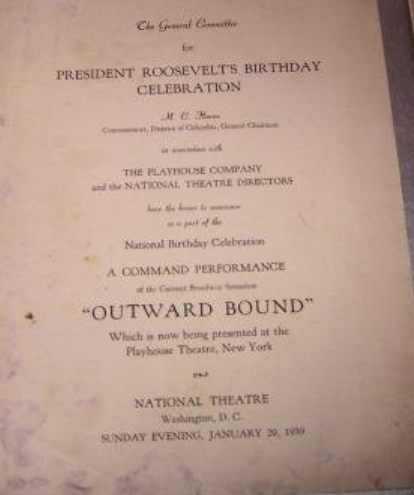 The General Committee
for
PRESIDENT ROOSEVELT'S BIRTHDAY
CELEBRATION
M. C. Hazen
Commissioner, District of Columbia, General Chairman
in association with
THE PLAYHOUSE COMPANY
and the NATIONAL THEATRE DIRECTORS
have the honor to announce
as a part of the
National Birthday Celebration
A COMMAND PERFORMANCE
of the Current Broadway Sensation
"OUTWARD BOUND"
Which is now being presented at the
Playhouse Theatre, New York
NATIONAL THEATRE
Washington, D. C.
SUNDAY EVENING, JANUARY 29, 1939